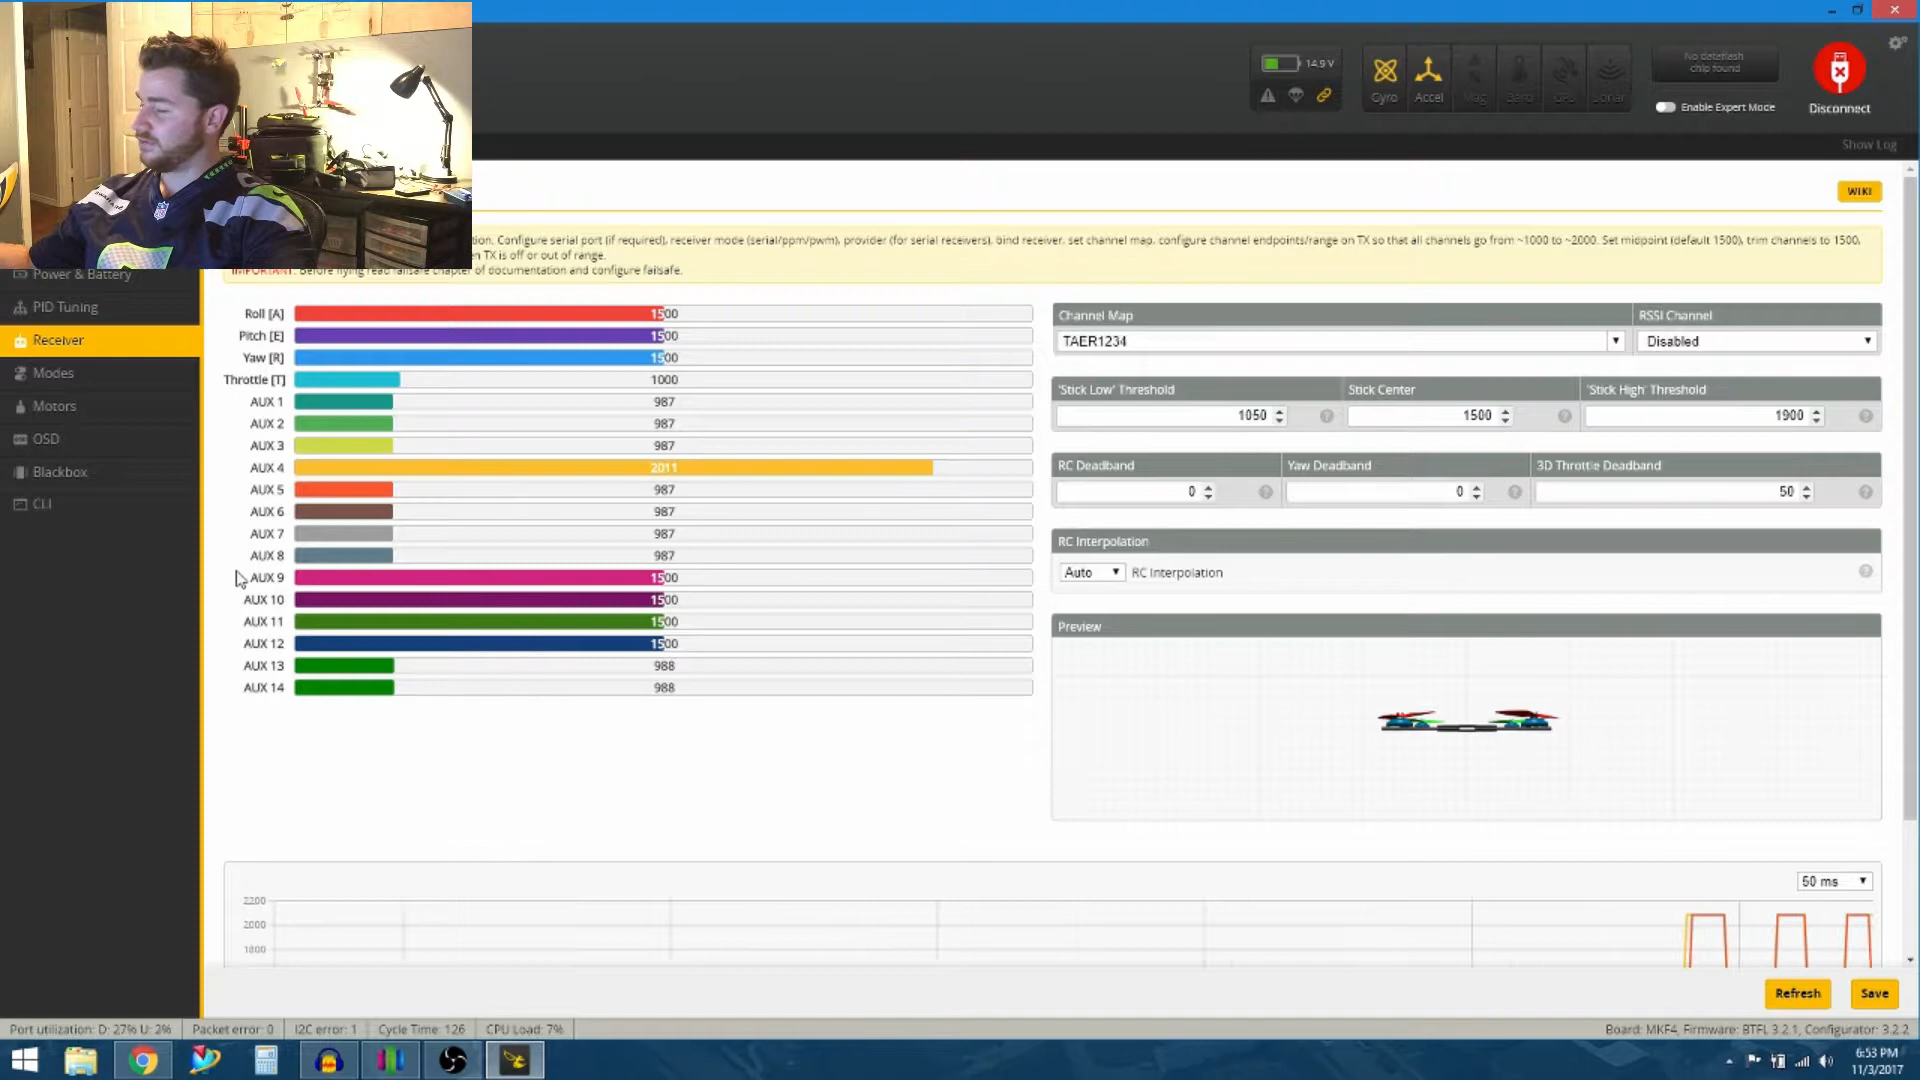 14.9 V
Gyro
Accel
Mag
Baro
GPS
Sonar
No dataflash
chip found
Enable Expert Mode
Disconnect
Show Log
WIKI
tion. Configure serial port (if required), receiver mode (serial/ppm/pwm), provider (for serial receivers), bind receiver, set channel map, configure channel endpoints/range on TX so that all channels go from ~1000 to ~2000. Set midpoint (default 1500), trim channels to 1500,
n TX is off or out of range.
IMPORTANT: Before flying read failsafe chapter of documentation and configure failsafe.
Power & Battery
PID Tuning
Receiver
Modes
Motors
OSD
Blackbox
CLI
Roll [A] 1500
Pitch [E] 1500
Yaw [R] 1500
Throttle [T] 1000
AUX 1 987
AUX 2 987
AUX 3 987
AUX 4 2011
AUX 5 987
AUX 6 987
AUX 7 987
AUX 8 987
AUX 9 1500
AUX 10 1500
AUX 11 1500
AUX 12 1500
AUX 13 988
AUX 14 988
Channel Map RSSI Channel
TAER1234 Disabled
'Stick Low' Threshold Stick Center 'Stick High' Threshold
1050 1500 1900
RC Deadband Yaw Deadband 3D Throttle Deadband
0 0 50
RC Interpolation
Auto RC Interpolation
Preview
50 ms
2200
2000
1800
Refresh Save
Port utilization: D: 27% U: 2% Packet error: 0 I2C error: 1 Cycle Time: 126 CPU Load: 7% Board: MKF4, Firmware: BTFL 3.2.1, Configurator: 3.2.2
6:53 PM
11/3/2017